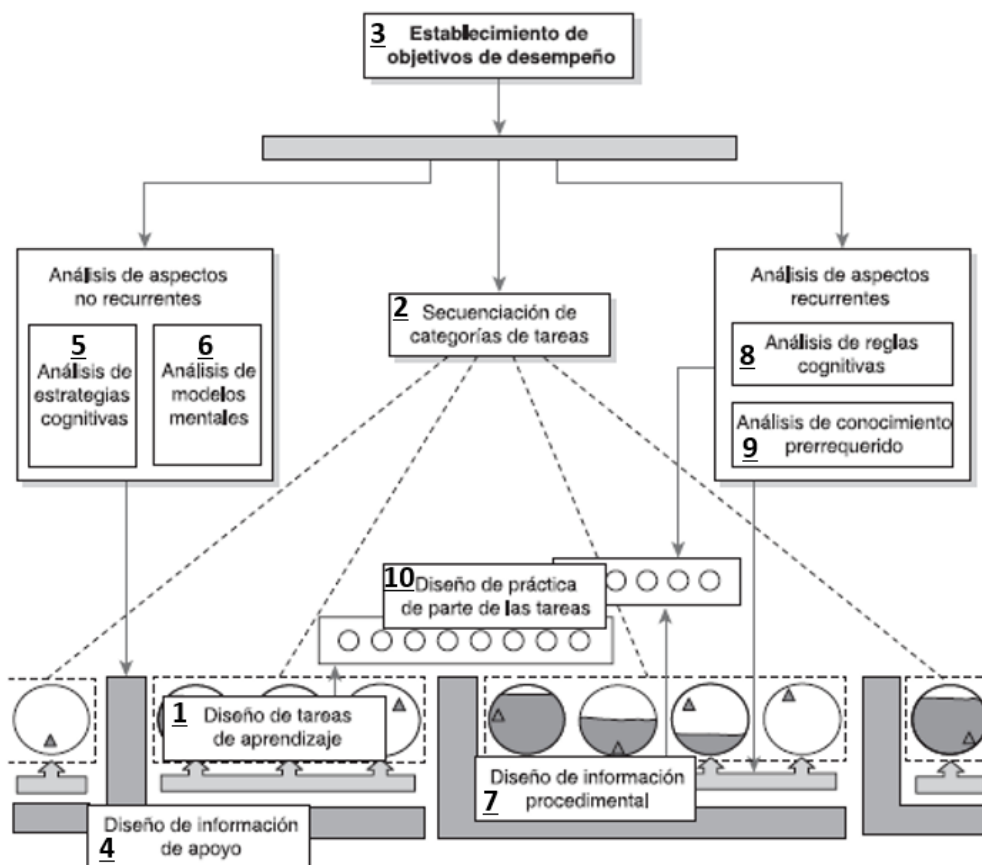 3 Establecimiento de
objetivos de desempeño
Análisis de aspectos
no recurrentes
5
Análisis de
estrategias
cognitivas
6
Análisis de
modelos
mentales
2 Secuenciación de
categorías de tareas
Análisis de aspectos
recurrentes
8 Análisis de reglas
cognitivas
Análisis de conocimiento
9 prerrequerido
10 Diseño de práctica
de parte de las tareas
1 Diseño de tareas
de aprendizaje
Diseño de información
7 procedimental
Diseño de información
4 de apoyo